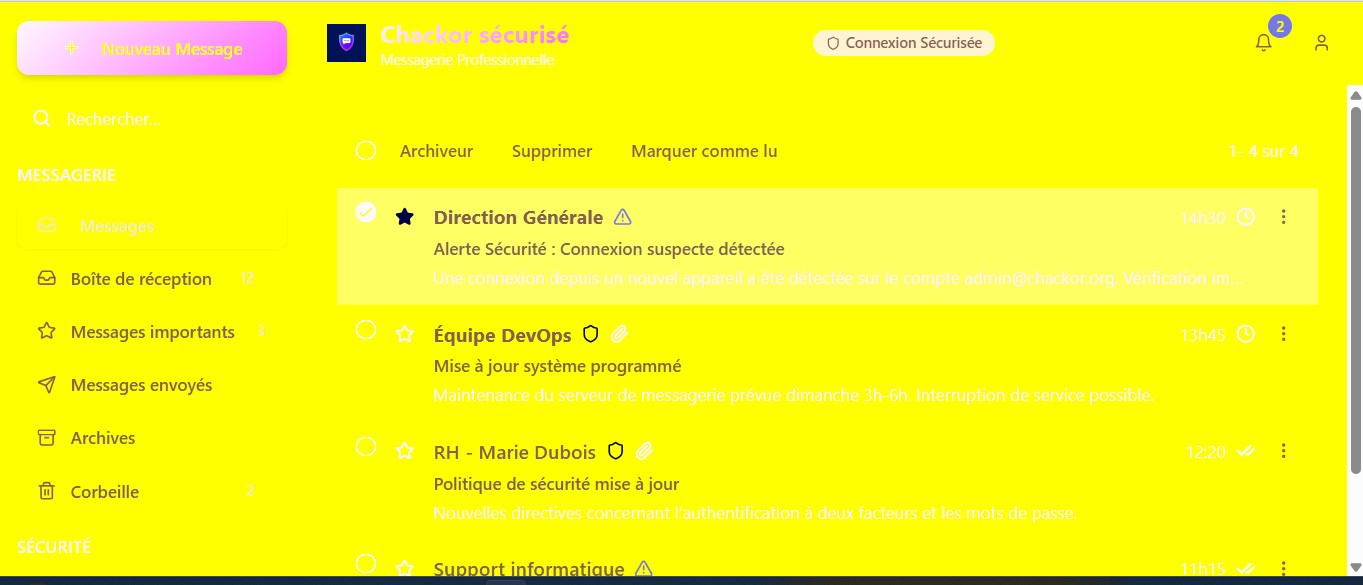 + Nouveau Message
Chackor sécurisé
Messagerie Professionnelle
Connexion Sécurisée
2
Rechercher...
MESSAGERIE
Messages
Boîte de réception 12
Messages importants 3
Messages envoyés
Archives
Corbeille 2
SÉCURITÉ
Archiveur Supprimer Marquer comme lu 1- 4 sur 4
Direction Générale 14h30
Alerte Sécurité : Connexion suspecte détectée
Une connexion depuis un nouvel appareil a été détectée sur le compte admin@chackor.org. Vérification im...
Équipe DevOps 13h45
Mise à jour système programmé
Maintenance du serveur de messagerie prévue dimanche 3h-6h. Interruption de service possible.
RH - Marie Dubois 12:20
Politique de sécurité mise à jour
Nouvelles directives concernant l'authentification à deux facteurs et les mots de passe.
Support informatique 11h15